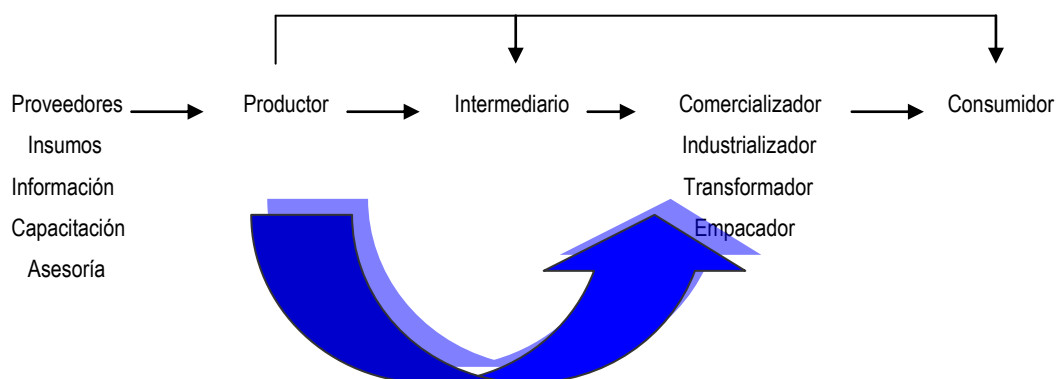 Proveedores Productor Intermediario Comercializador Consumidor
Insumos Industrializador
Información Transformador
Capacitación Empacador
Asesoría